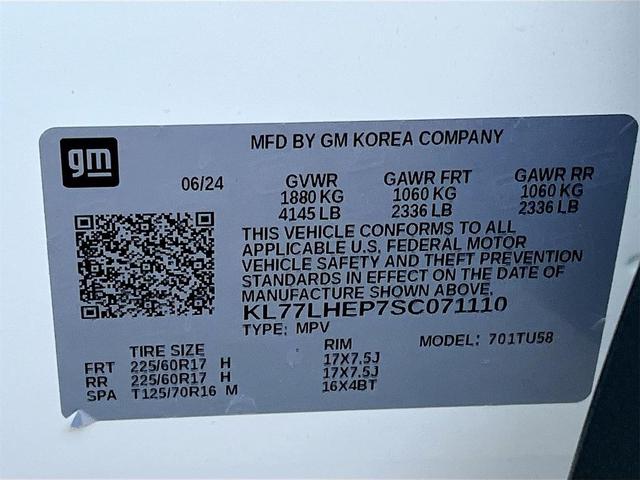 gm
MFD BY GM KOREA COMPANY
06/24 GVWR GAWR FRT GAWR RR
1880 KG 1060 KG 1060 KG
4145 LB 2336 LB 2336 LB
THIS VEHICLE CONFORMS TO ALL
APPLICABLE U.S. FEDERAL MOTOR
VEHICLE SAFETY AND THEFT PREVENTION
STANDARDS IN EFFECT ON THE DATE OF
MANUFACTURE SHOWN ABOVE.
KL77LHEP7SC071110
TYPE: MPV MODEL: 701TU58
TIRE SIZE RIM
FRT 225/60R17 H 17X7.5J
RR 225/60R17 H 17X7.5J
SPA T125/70R16 M 16X4BT